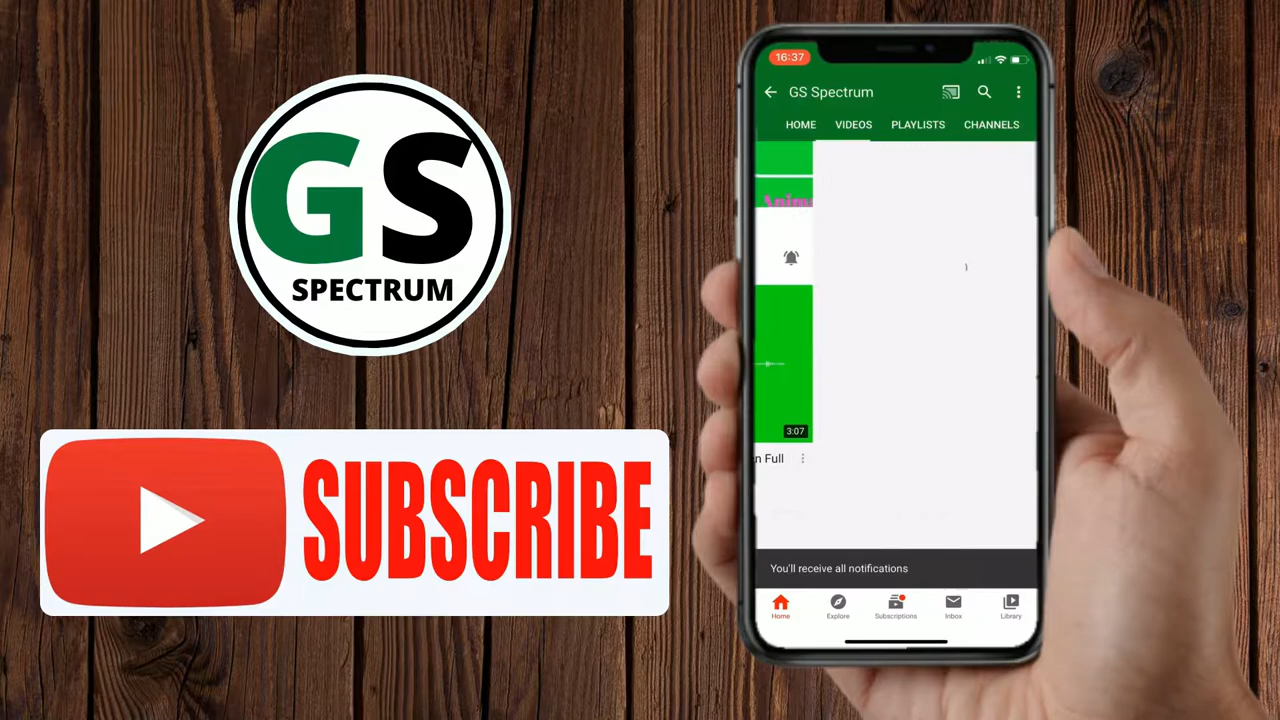 GS
SPECTRUM
SUBSCRIBE
16:37
GS Spectrum
HOME VIDEOS PLAYLISTS CHANNELS
3:07
Full
You'll receive all notifications
Home Explore Subscriptions Inbox Library